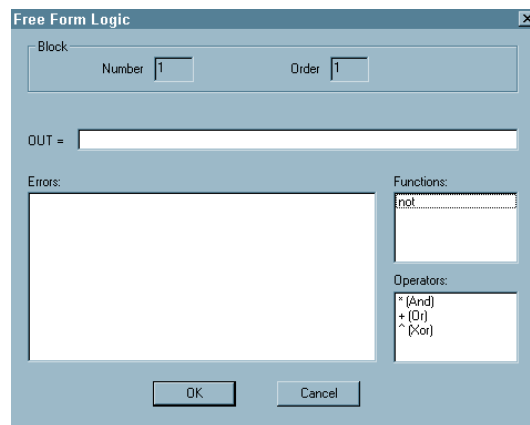 Free Form Logic
Block
Number 1 Order 1
OUT =
Errors:
Functions:
not
Operators:
* (And)
+ (Or)
^ (Xor)
OK Cancel